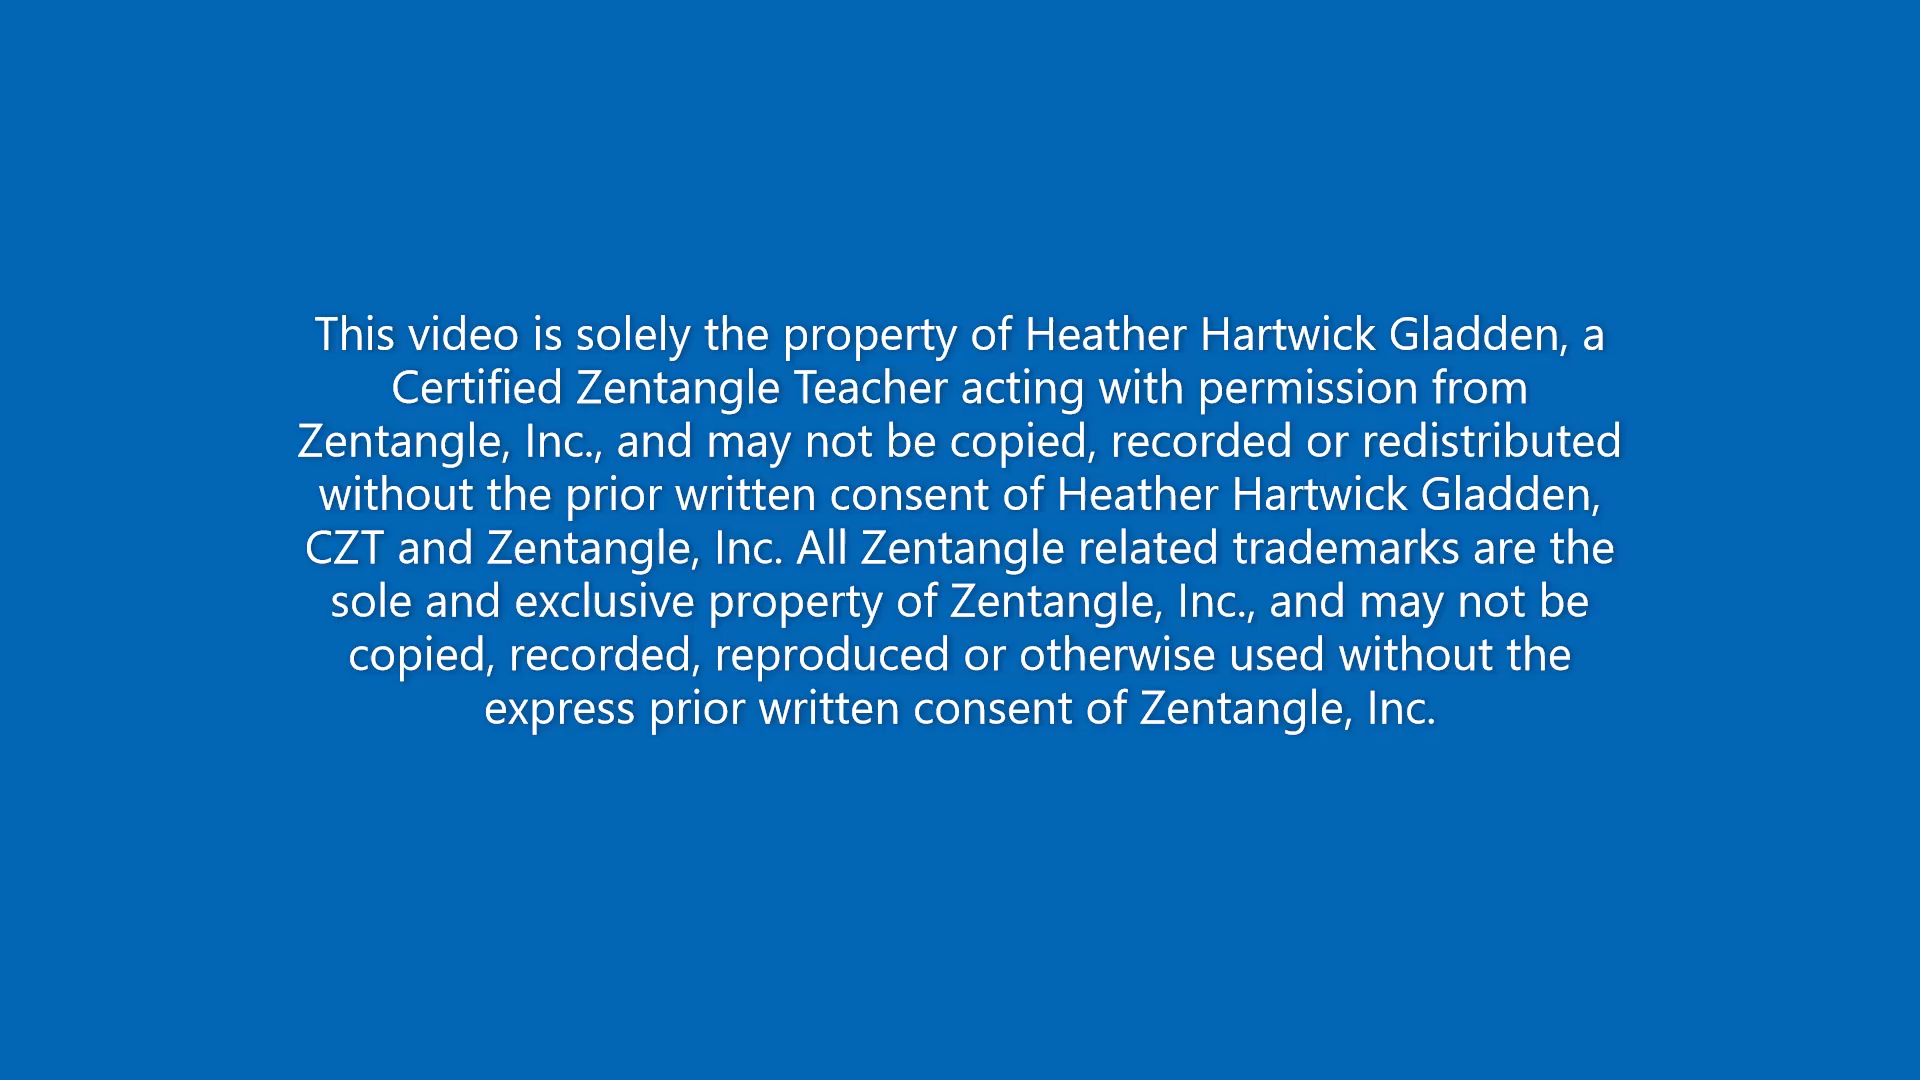 This video is solely the property of Heather Hartwick Gladden, a
Certified Zentangle Teacher acting with permission from
Zentangle, Inc., and may not be copied, recorded or redistributed
without the prior written consent of Heather Hartwick Gladden,
CZT and Zentangle, Inc. All Zentangle related trademarks are the
sole and exclusive property of Zentangle, Inc., and may not be
copied, recorded, reproduced or otherwise used without the
express prior written consent of Zentangle, Inc.